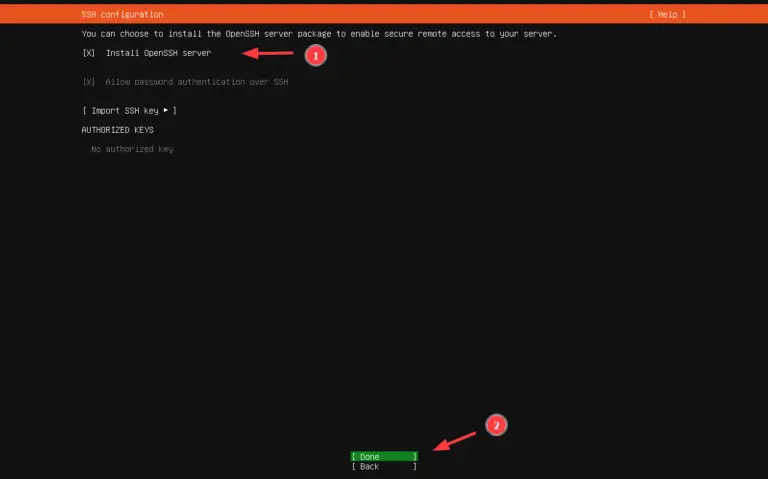 SSH configuration [ Help ]
You can choose to install the OpenSSH server package to enable secure remote access to your server.
[X] Install OpenSSH server 1
[X] Allow password authentication over SSH
[ Import SSH key ▸ ]
AUTHORIZED KEYS
No authorized key
2
[ Done ]
[ Back ]